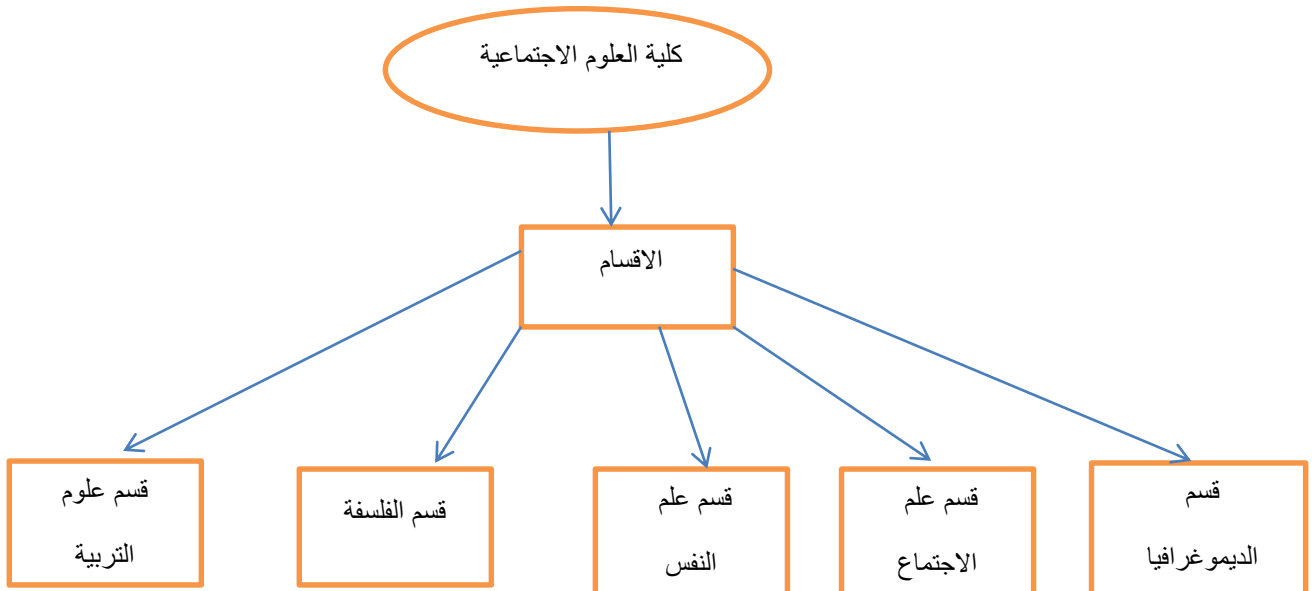 كلية العلوم الاجتماعية
الاقسام
قسم
الديموغرافيا
قسم علم
الاجتماع
قسم علم
النفس
قسم الفلسفة
قسم علوم
التربية